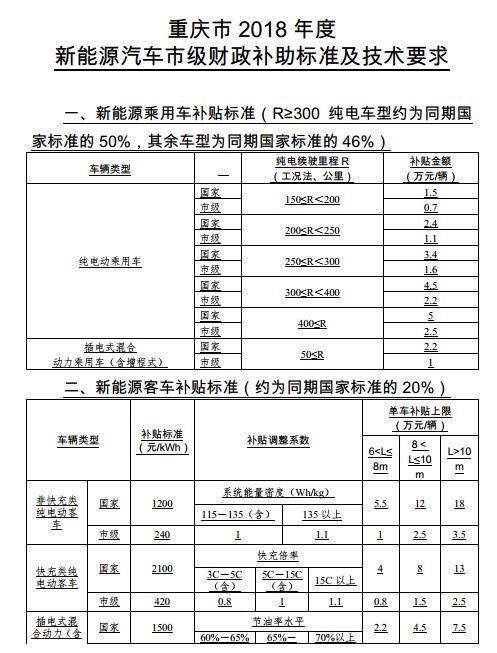 重庆市 2018 年度
新能源汽车市级财政补助标准及技术要求
一、新能源乘用车补贴标准（R≥300 纯电车型约为同期国
家标准的 50%，其余车型为同期国家标准的 46%）
车辆类型 纯电续驶里程 R（工况法、公里） 补贴金额（万元/辆）
纯电动乘用车 国家 150≤R＜200 1.5
市级 0.7
国家 200≤R＜250 2.4
市级 1.1
国家 250≤R＜300 3.4
市级 1.6
国家 300≤R＜400 4.5
市级 2.2
国家 400≤R 5
市级 2.5
插电式混合动力乘用车（含增程式） 国家 50≤R 2.2
市级 1
二、新能源客车补贴标准（约为同期国家标准的 20%）
车辆类型 补贴标准（元/kWh） 补贴调整系数 单车补贴上限（万元/辆）
6<L≤8m 8<L≤10m L>10m
非快充类纯电动客车 国家 1200 系统能量密度（Wh/kg） 5.5 12 18
115－135（含） 135 以上
市级 240 1 1.1 1 2.5 3.5
快充类纯电动客车 国家 2100 快充倍率 4 8 13
3C－5C（含） 5C－15C（含） 15C 以上
市级 420 0.8 1 1.1 0.8 1.5 2.5
插电式混合动力（含 国家 1500 节油率水平 2.2 4.5 7.5
60%－65% 65%－ 70%以上